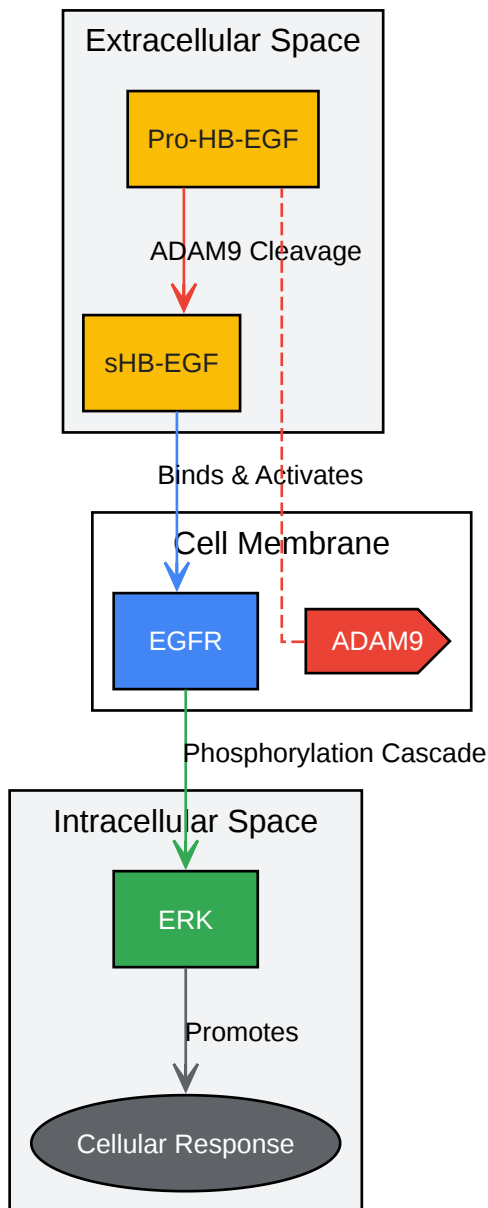 Extracellular Space
Pro-HB-EGF
ADAM9 Cleavage
sHB-EGF
Binds & Activates
Cell Membrane
EGFR
ADAM9
Phosphorylation Cascade
Intracellular Space
ERK
Promotes
Cellular Response